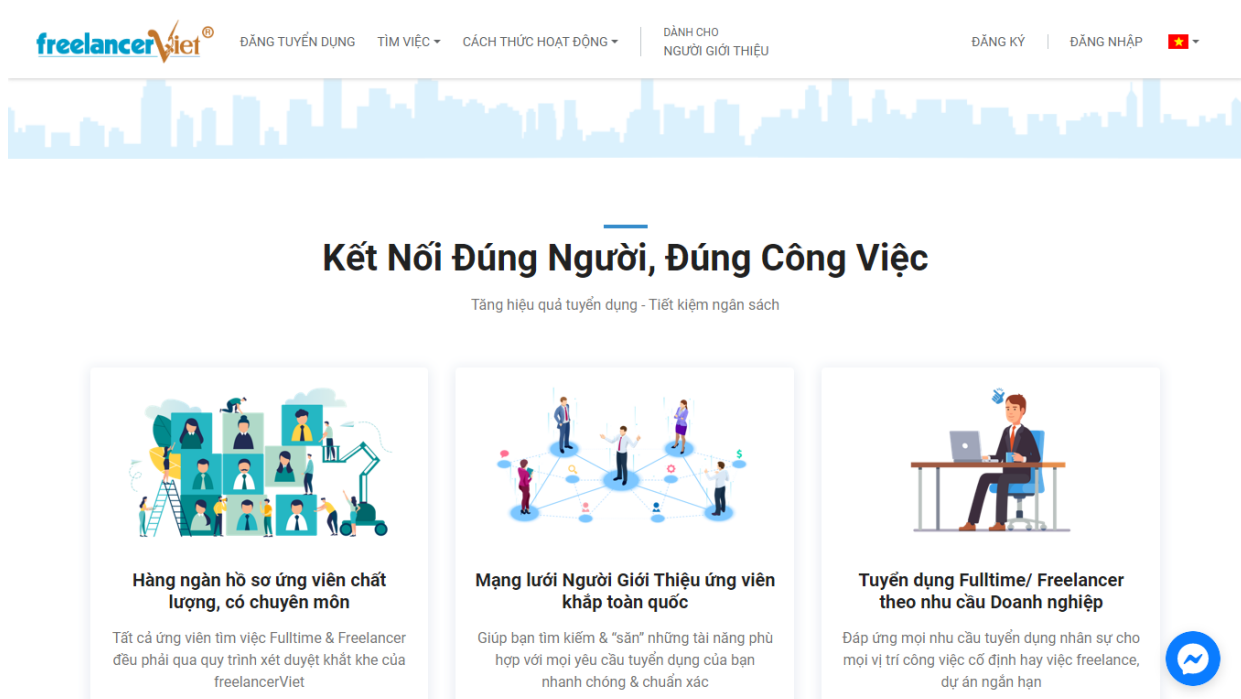 freelancerViet®
ĐĂNG TUYỂN DỤNG
TÌM VIỆC
CÁCH THỨC HOẠT ĐỘNG
DÀNH CHO
NGƯỜI GIỚI THIỆU
ĐĂNG KÝ
ĐĂNG NHẬP
Kết Nối Đúng Người, Đúng Công Việc
Tăng hiệu quả tuyển dụng - Tiết kiệm ngân sách
Hàng ngàn hồ sơ ứng viên chất
lượng, có chuyên môn
Tất cả ứng viên tìm việc Fulltime & Freelancer
đều phải qua quy trình xét duyệt khắt khe của
freelancerViet
Mạng lưới Người Giới Thiệu ứng viên
khắp toàn quốc
Giúp bạn tìm kiếm & “săn” những tài năng phù
hợp với mọi yêu cầu tuyển dụng của bạn
nhanh chóng & chuẩn xác
Tuyển dụng Fulltime/ Freelancer
theo nhu cầu Doanh nghiệp
Đáp ứng mọi nhu cầu tuyển dụng nhân sự cho
mọi vị trí công việc cố định hay việc freelance,
dự án ngắn hạn